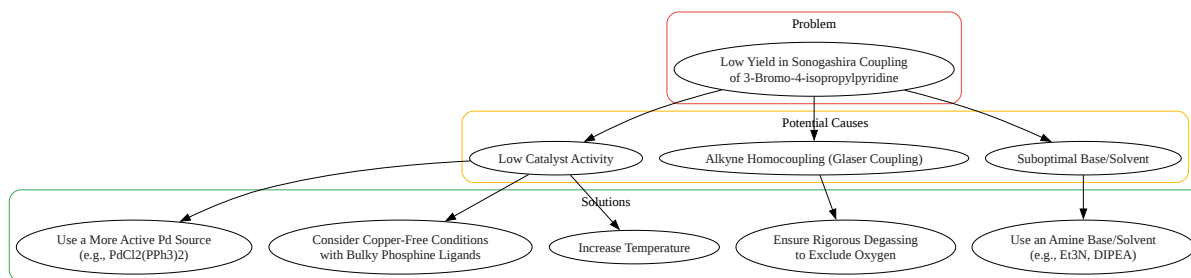 Problem
Low Yield in Sonogashira Coupling
of 3-Bromo-4-isopropylpyridine
Potential Causes
Low Catalyst Activity
Alkyne Homocoupling (Glaser Coupling)
Suboptimal Base/Solvent
Solutions
Use a More Active Pd Source
(e.g., PdCl2(PPh3)2)
Consider Copper-Free Conditions
with Bulky Phosphine Ligands
Increase Temperature
Ensure Rigorous Degassing
to Exclude Oxygen
Use an Amine Base/Solvent
(e.g., Et3N, DIPEA)